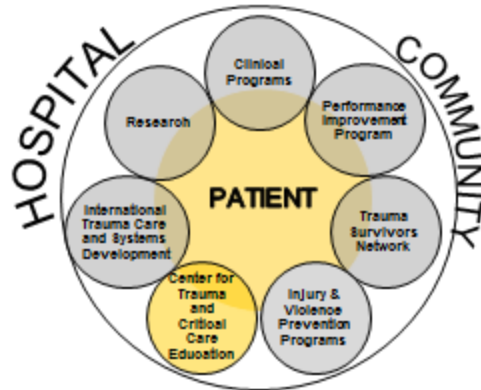 HOSPITAL
COMMUNITY
Clinical
Programs
Performance
Improvement
Program
Research
PATIENT
International
Trauma Care
and Systems
Development
Trauma
Survivors
Network
Center for
Trauma
and
Critical
Care
Education
Injury &
Violence
Prevention
Programs